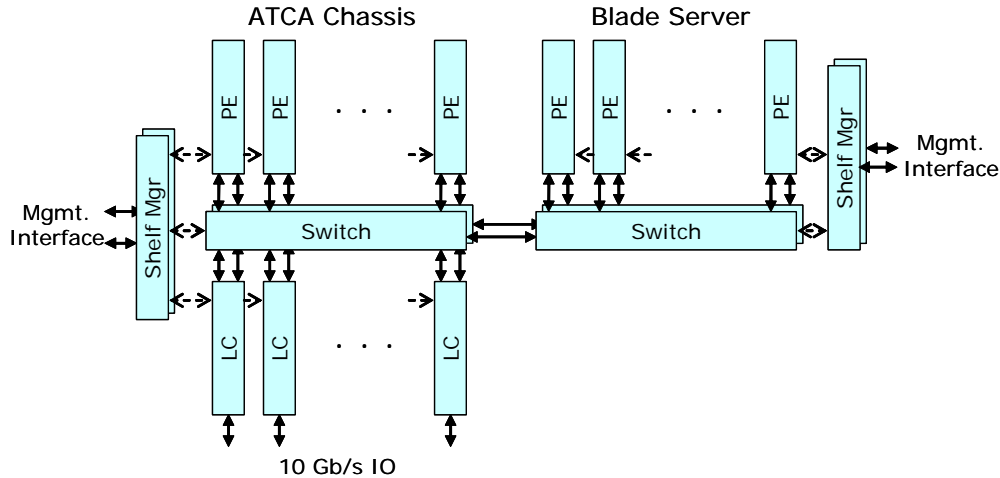 ATCA Chassis
Blade Server
PE
PE
. . .
PE
PE
PE
. . .
PE
Shelf Mgr
Mgmt.
Interface
Shelf Mgr
Mgmt.
Interface
Switch
Switch
LC
LC
. . .
LC
10 Gb/s IO